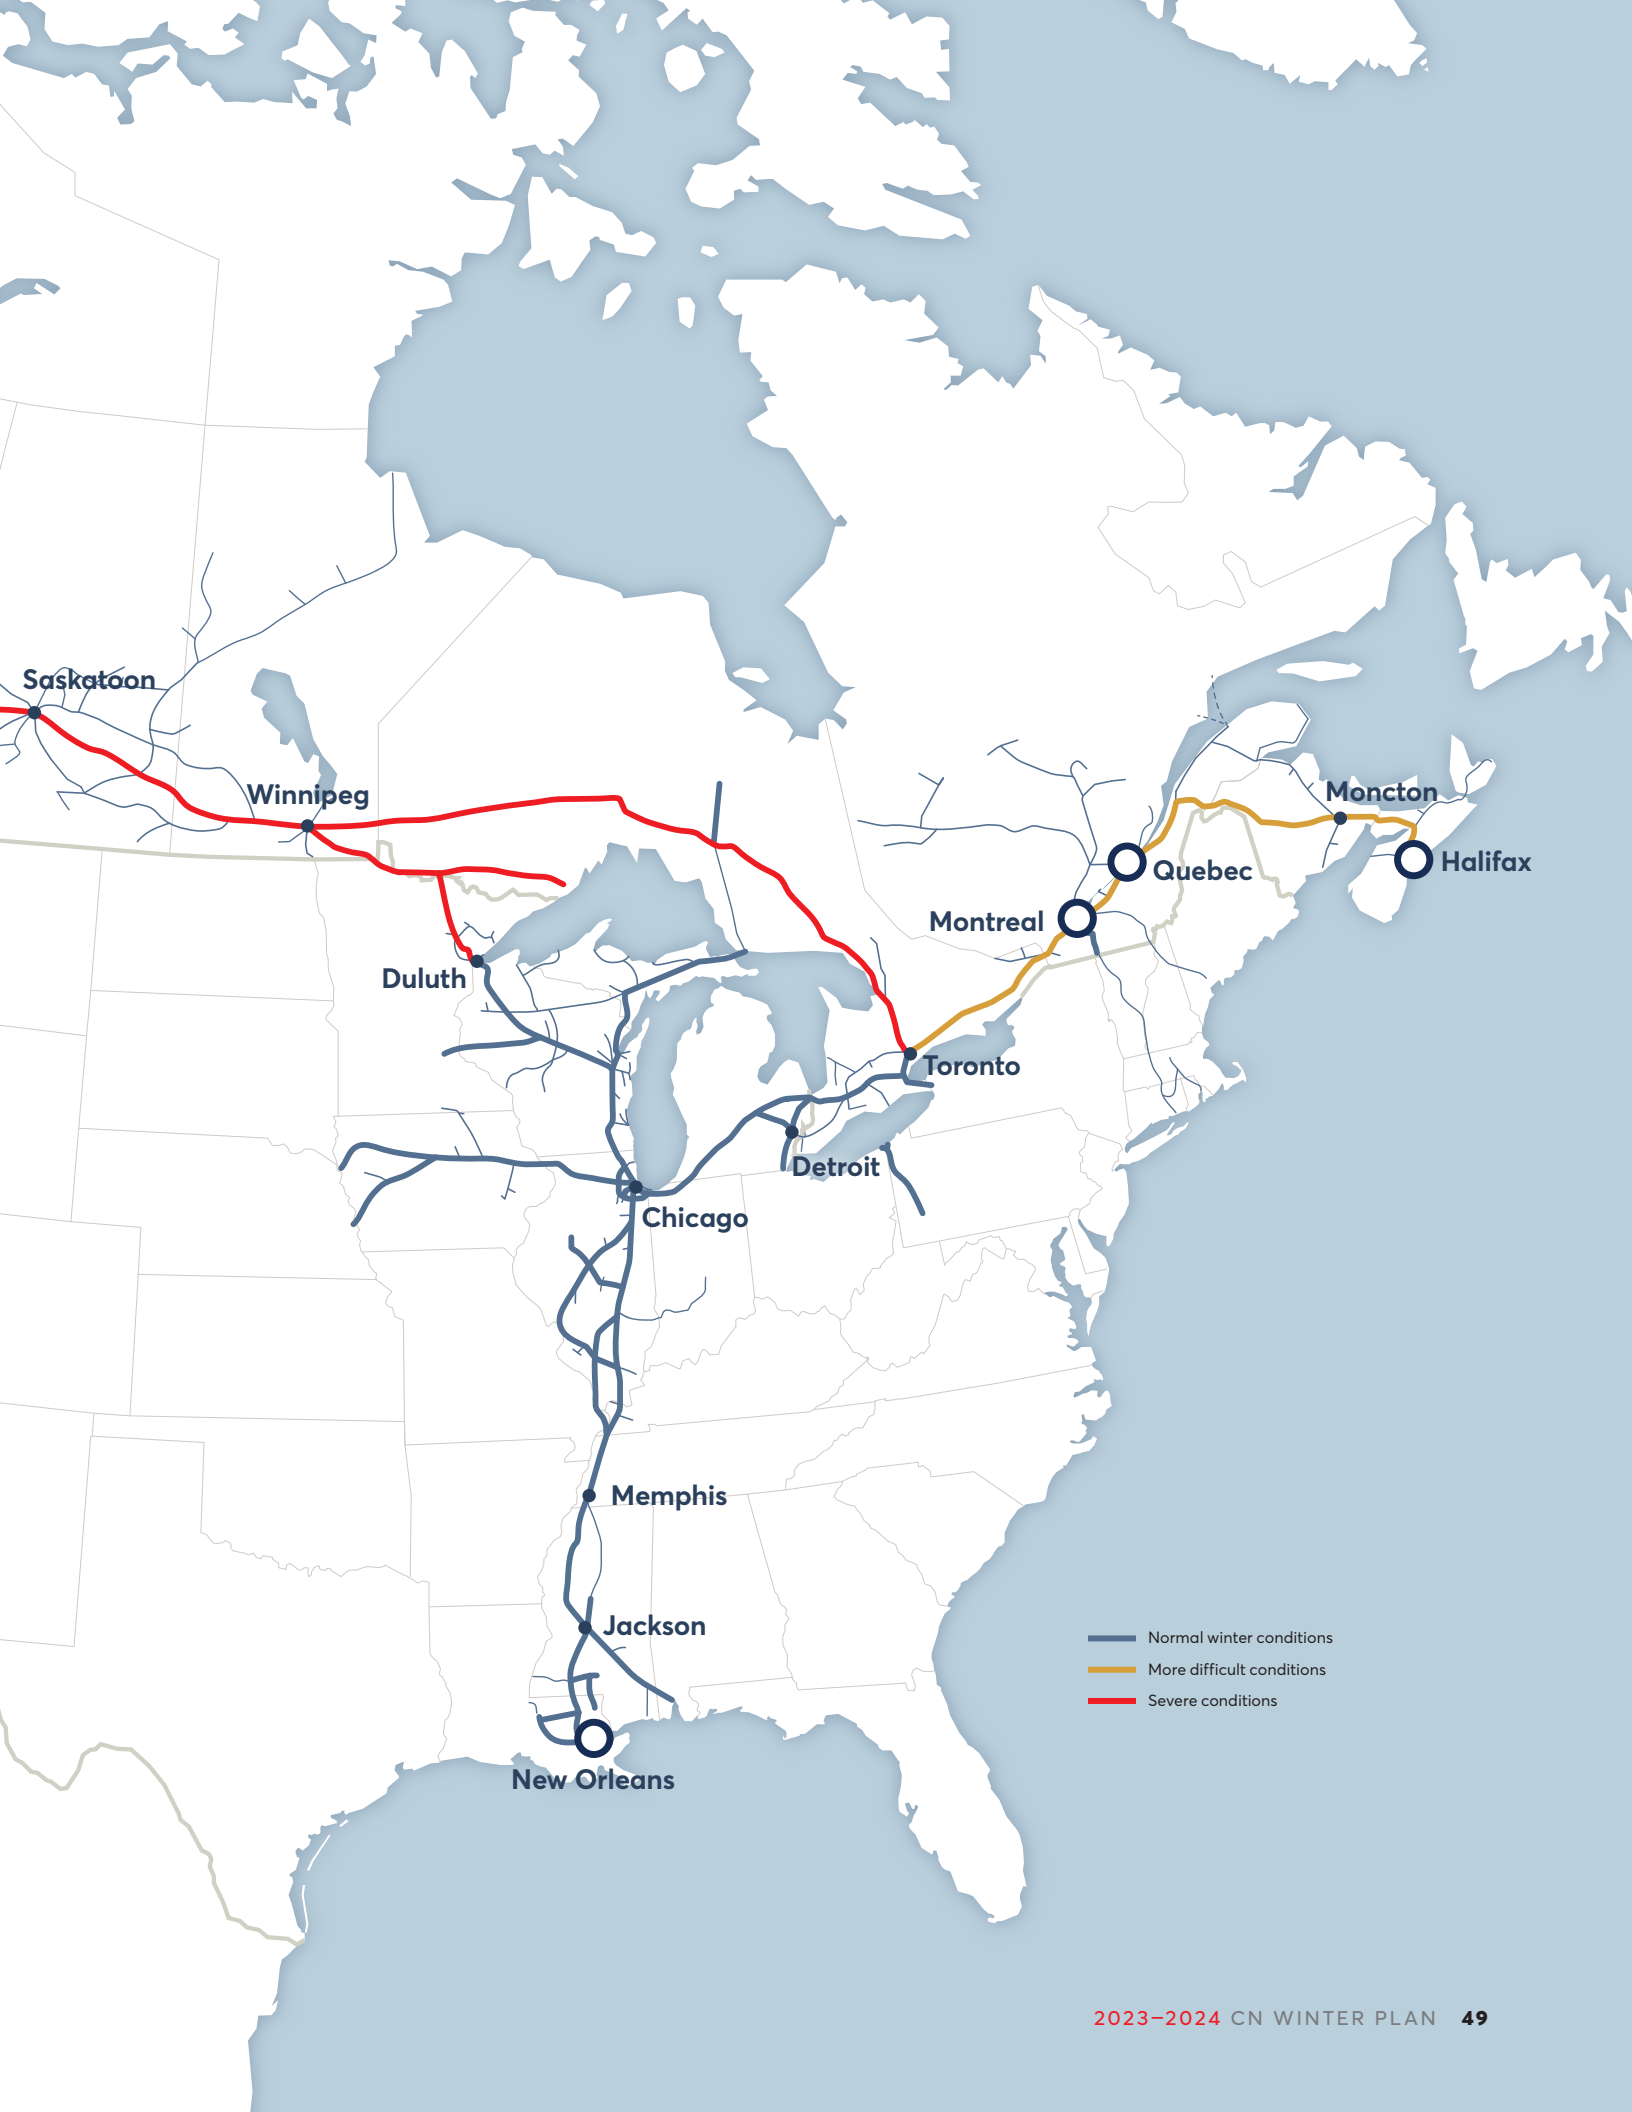 Saskatoon
Winnipeg
Moncton
Halifax
Quebec
Montreal
Duluth
Toronto
Detroit
Chicago
Memphis
Jackson
New Orleans
Normal winter conditions
More difficult conditions
Severe conditions
2023–2024 CN WINTER PLAN 49